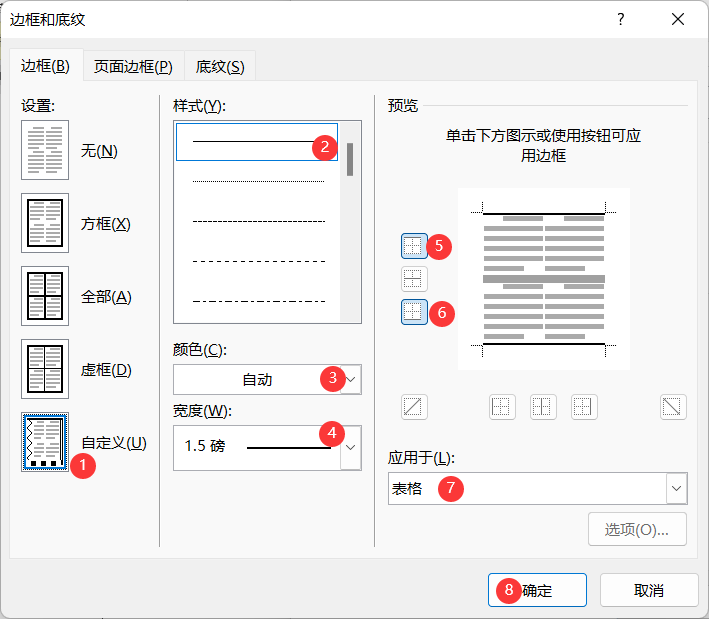 边框和底纹
?
边框(B)
页面边框(P)
底纹(S)
设置:
无(N)
方框(X)
全部(A)
虚框(D)
自定义(U)
1
样式(Y):
2
颜色(C):
自动
3
宽度(W):
1.5 磅
4
预览
单击下方图示或使用按钮可应
用边框
5
6
应用于(L):
表格
7
选项(O)...
8
确定
取消